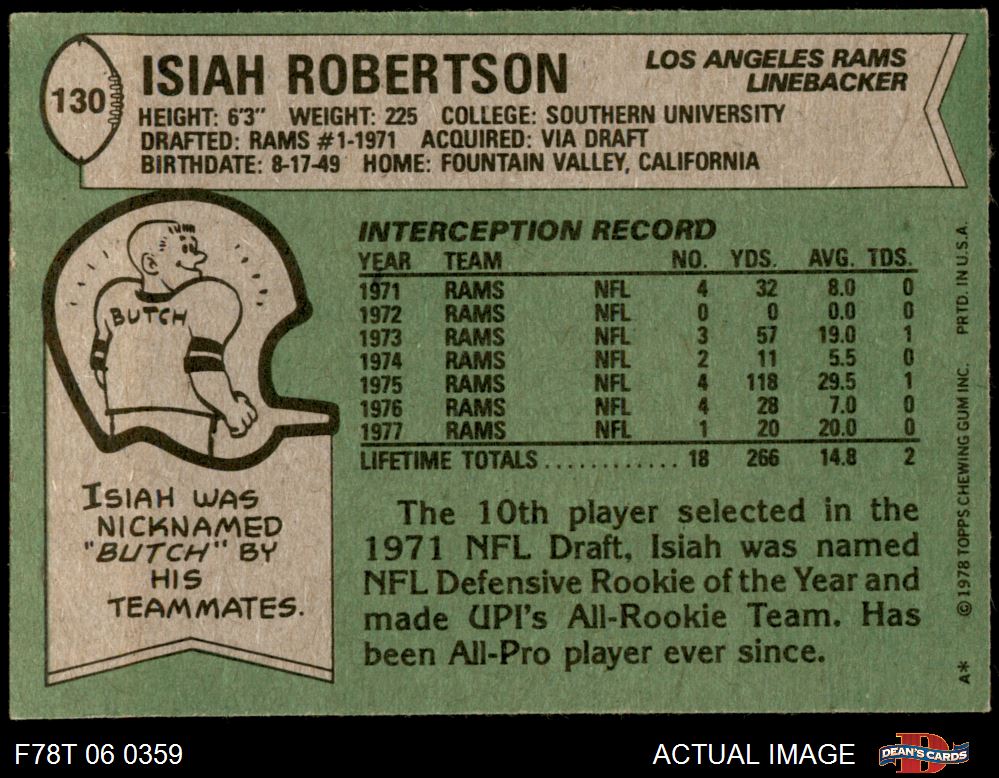 130
ISIAH ROBERTSON
LOS ANGELES RAMS
LINEBACKER
HEIGHT: 6'3" WEIGHT: 225 COLLEGE: SOUTHERN UNIVERSITY
DRAFTED: RAMS #1-1971 ACQUIRED: VIA DRAFT
BIRTHDATE: 8-17-49 HOME: FOUNTAIN VALLEY, CALIFORNIA
BUTCH
ISIAH WAS
NICKNAMED
"BUTCH" BY
HIS
TEAMMATES.
INTERCEPTION RECORD
YEAR TEAM NO. YDS. AVG. TDS.
1971 RAMS NFL 4 32 8.0 0
1972 RAMS NFL 0 0 0.0 0
1973 RAMS NFL 3 57 19.0 1
1974 RAMS NFL 2 11 5.5 0
1975 RAMS NFL 4 118 29.5 1
1976 RAMS NFL 4 28 7.0 0
1977 RAMS NFL 1 20 20.0 0
LIFETIME TOTALS............ 18 266 14.8 2
The 10th player selected in the
1971 NFL Draft, Isiah was named
NFL Defensive Rookie of the Year and
made UPI's All-Rookie Team. Has
been All-Pro player ever since.
A* © 1978 TOPPS CHEWING GUM INC. PRTD. IN U.S.A.
F78T 06 0359
ACTUAL IMAGE
D
DEAN'S CARDS